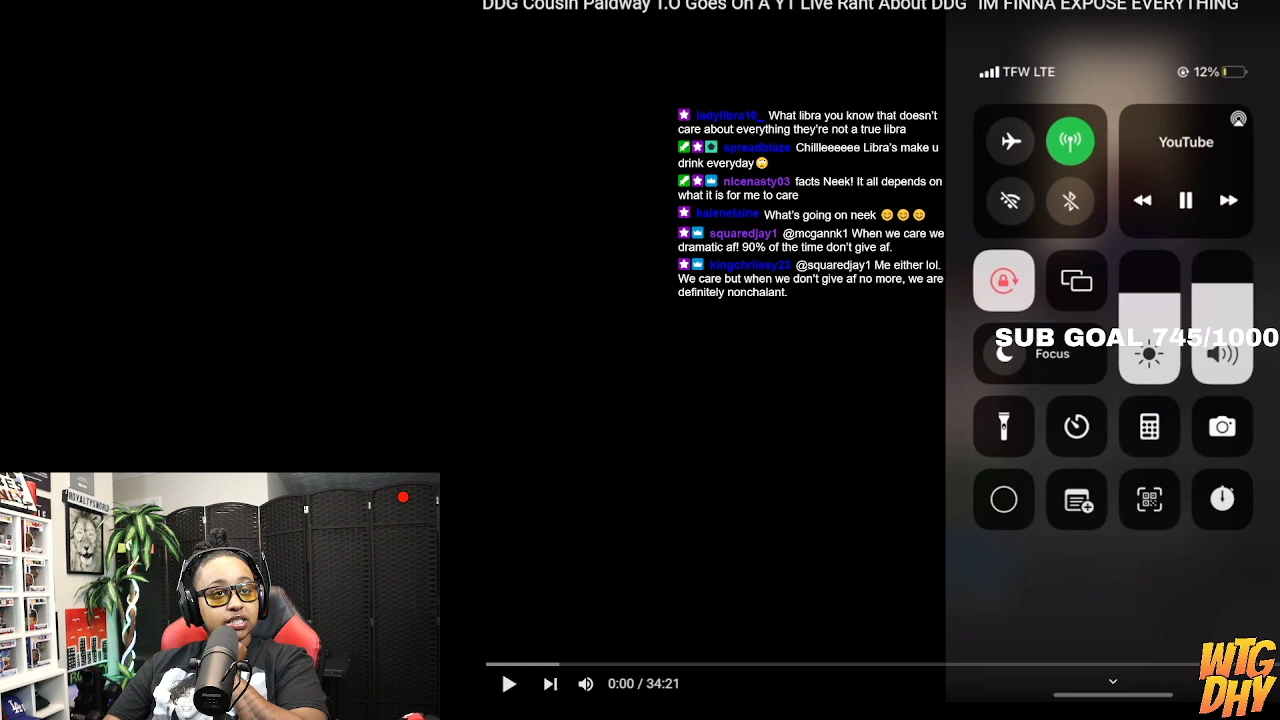 DDG Cousin Paidway T.O Goes On A YT Live Rant About DDG "IM FINNA EXPOSE EVERYTHING"
TFW LTE
12%
YouTube
ladylibra10_ What libra you know that doesn't
care about everything they're not a true libra
spreadblaze Chillleeeeee Libra's make u
drink everyday🙄
nicenasty03 facts Neek! It all depends on
what it is for me to care
kalenelaine What's going on neek 😊 😊 😊
squaredjay1 @mcgannk1 When we care we
dramatic af! 90% of the time don't give af.
kingchriissy23 @squaredjay1 Me either lol.
We care but when we don't give af no more, we are
definitely nonchalant.
SUB GOAL 745/1000
Focus
ROYALTYSWORLD
0:00 / 34:21
WTG
DHY